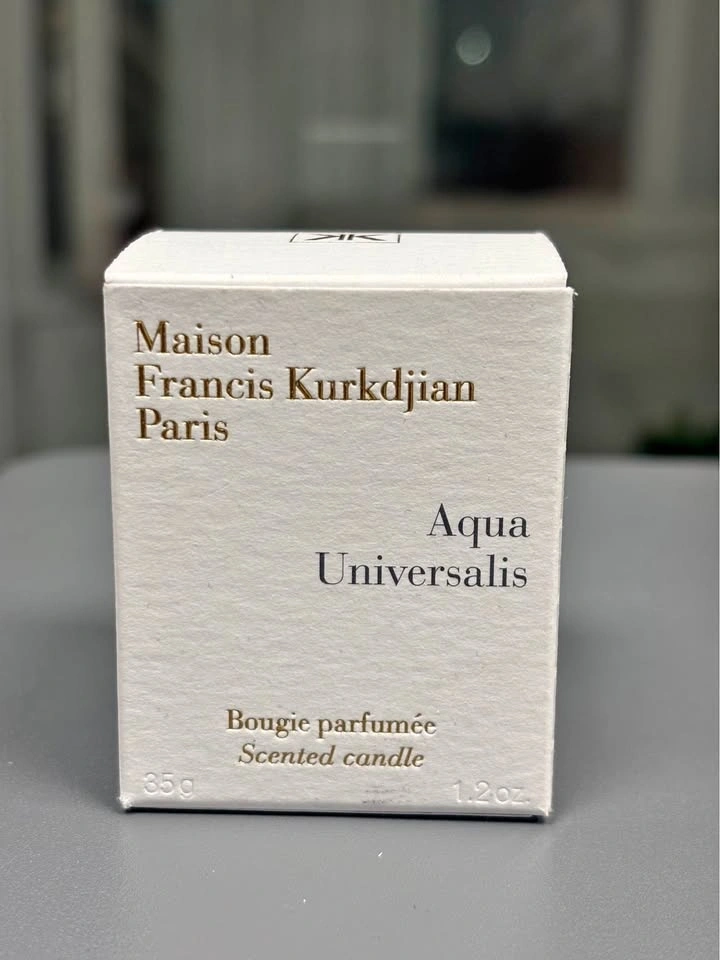 Maison
Francis Kurkdjian
Paris
Aqua
Universalis
Bougie parfumée
Scented candle
35g 1.2oz.